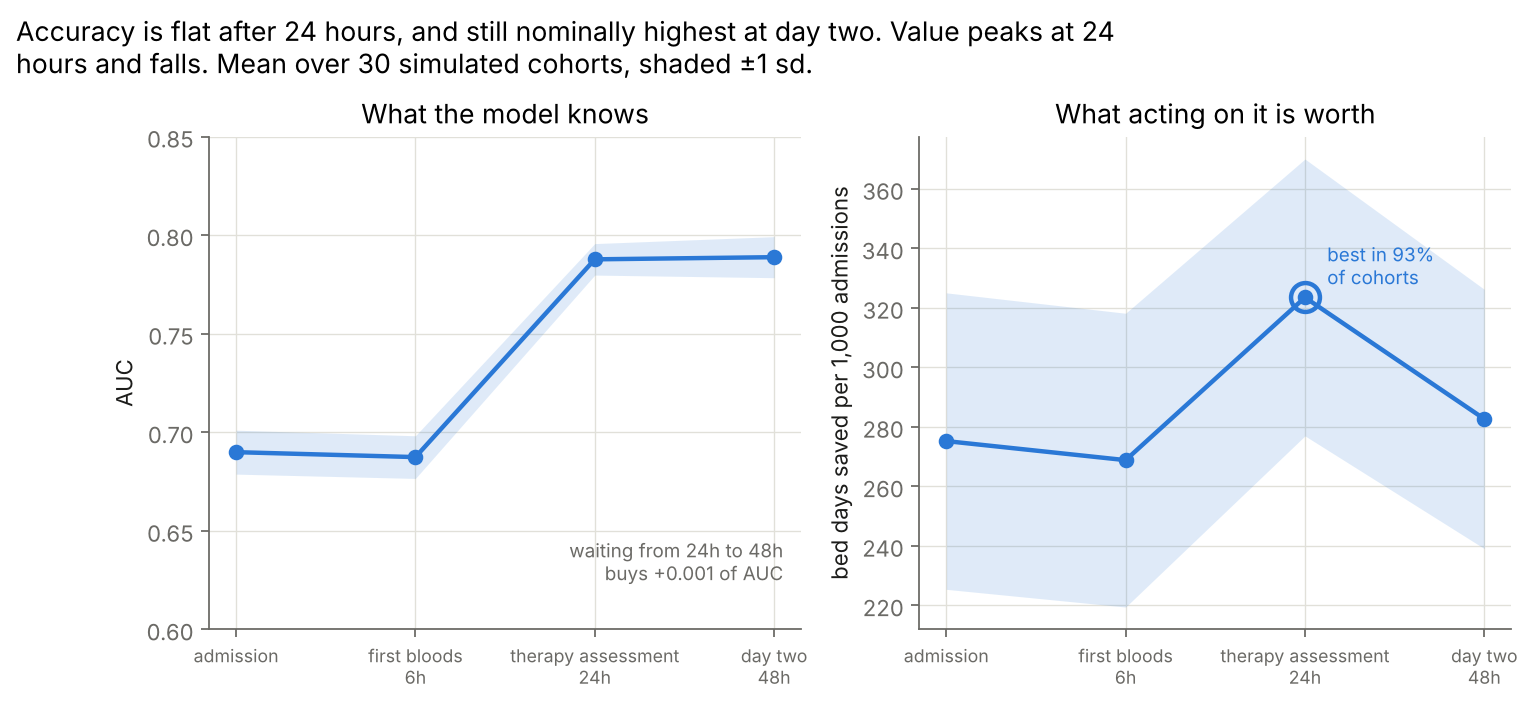 Accuracy is flat after 24 hours, and still nominally highest at day two. Value peaks at 24
hours and falls. Mean over 30 simulated cohorts, shaded ±1 sd.
What the model knows
0.85
0.80
0.75
0.70
0.65
0.60
AUC
waiting from 24h to 48h
buys +0.001 of AUC
admission
first bloods
6h
therapy assessment
24h
day two
48h
What acting on it is worth
360
340
320
300
280
260
240
220
bed days saved per 1,000 admissions
best in 93%
of cohorts
admission
first bloods
6h
therapy assessment
24h
day two
48h